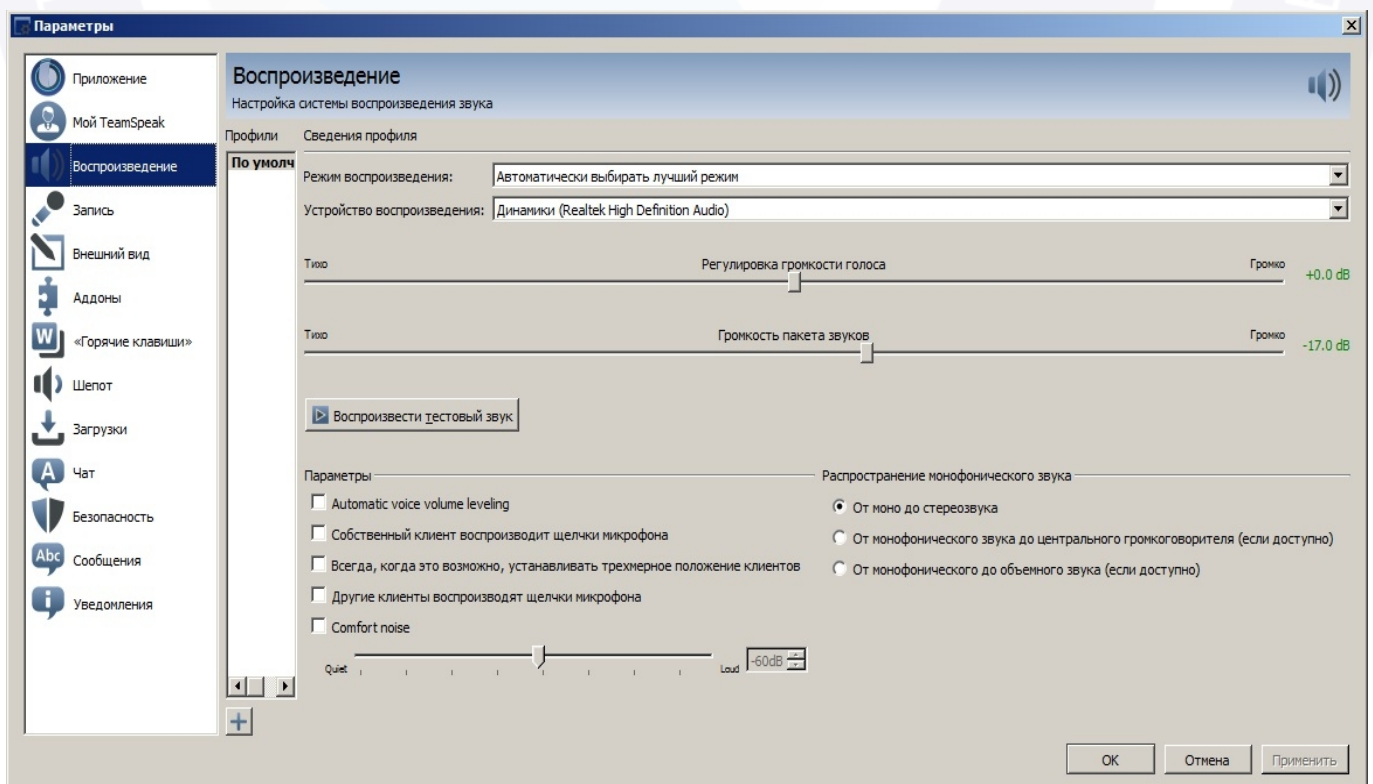 Параметры
Приложение
Мой TeamSpeak
Воспроизведение
Запись
Внешний вид
Аддоны
«Горячие клавиши»
Шепот
Загрузки
Чат
Безопасность
Сообщения
Уведомления
Воспроизведение
Настройка системы воспроизведения звука
Профили
По умолч
Сведения профиля
Режим воспроизведения: Автоматически выбирать лучший режим
Устройство воспроизведения: Динамики (Realtek High Definition Audio)
Тихо Регулировка громкости голоса Громко +0.0 dB
Тихо Громкость пакета звуков Громко -17.0 dB
Воспроизвести тестовый звук
Параметры
Automatic voice volume leveling
Собственный клиент воспроизводит щелчки микрофона
Всегда, когда это возможно, устанавливать трехмерное положение клиентов
Другие клиенты воспроизводят щелчки микрофона
Comfort noise
Quiet Loud -60dB
Распространение монофонического звука
От моно до стереозвука
От монофонического звука до центрального громкоговорителя (если доступно)
От монофонического до объемного звука (если доступно)
OK Отмена Применить